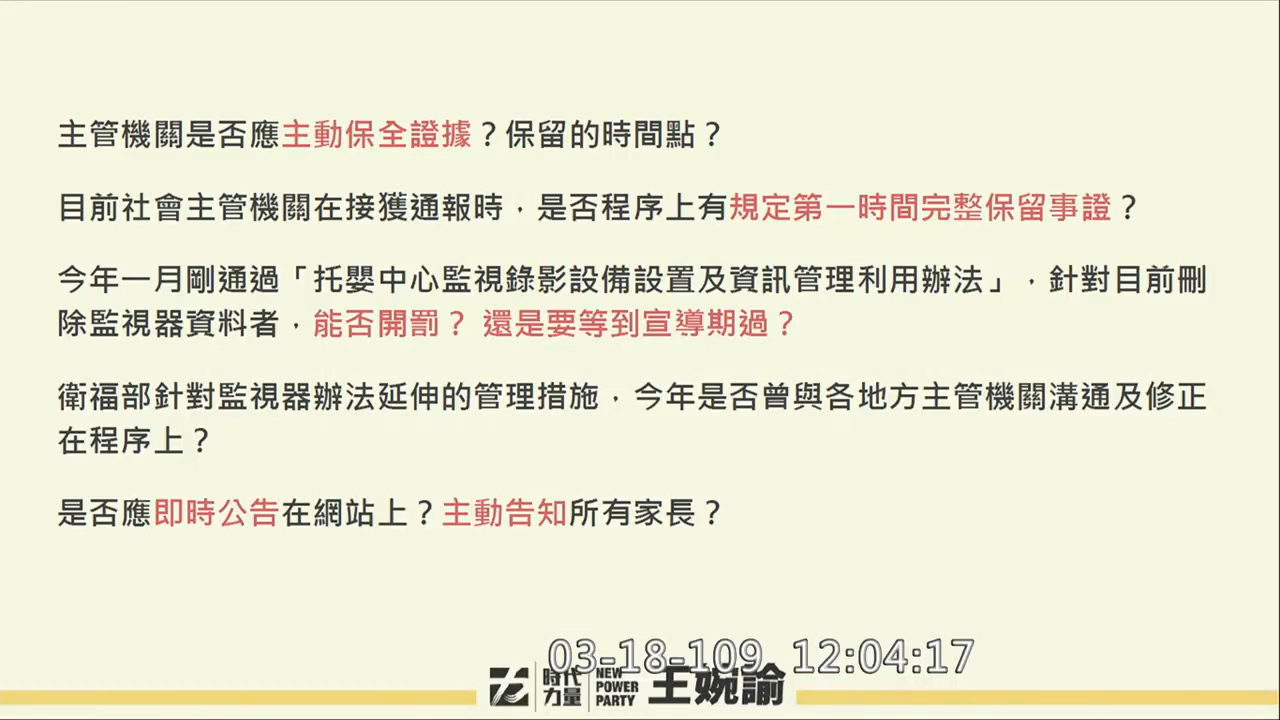 主管機關是否應主動保全證據？保留的時間點？
目前社會主管機關在接獲通報時，是否程序上有規定第一時間完整保留事證？
今年一月剛通過「托嬰中心監視錄影設備設置及資訊管理利用辦法」，針對目前刪
除監視器資料者，能否開罰？ 還是要等到宣導期過？
衛福部針對監視器辦法延伸的管理措施，今年是否曾與各地方主管機關溝通及修正
在程序上？
是否應即時公告在網站上？主動告知所有家長？
03-18-109 12:04:17
時代
力量
NEW
POWER
PARTY
王婉諭